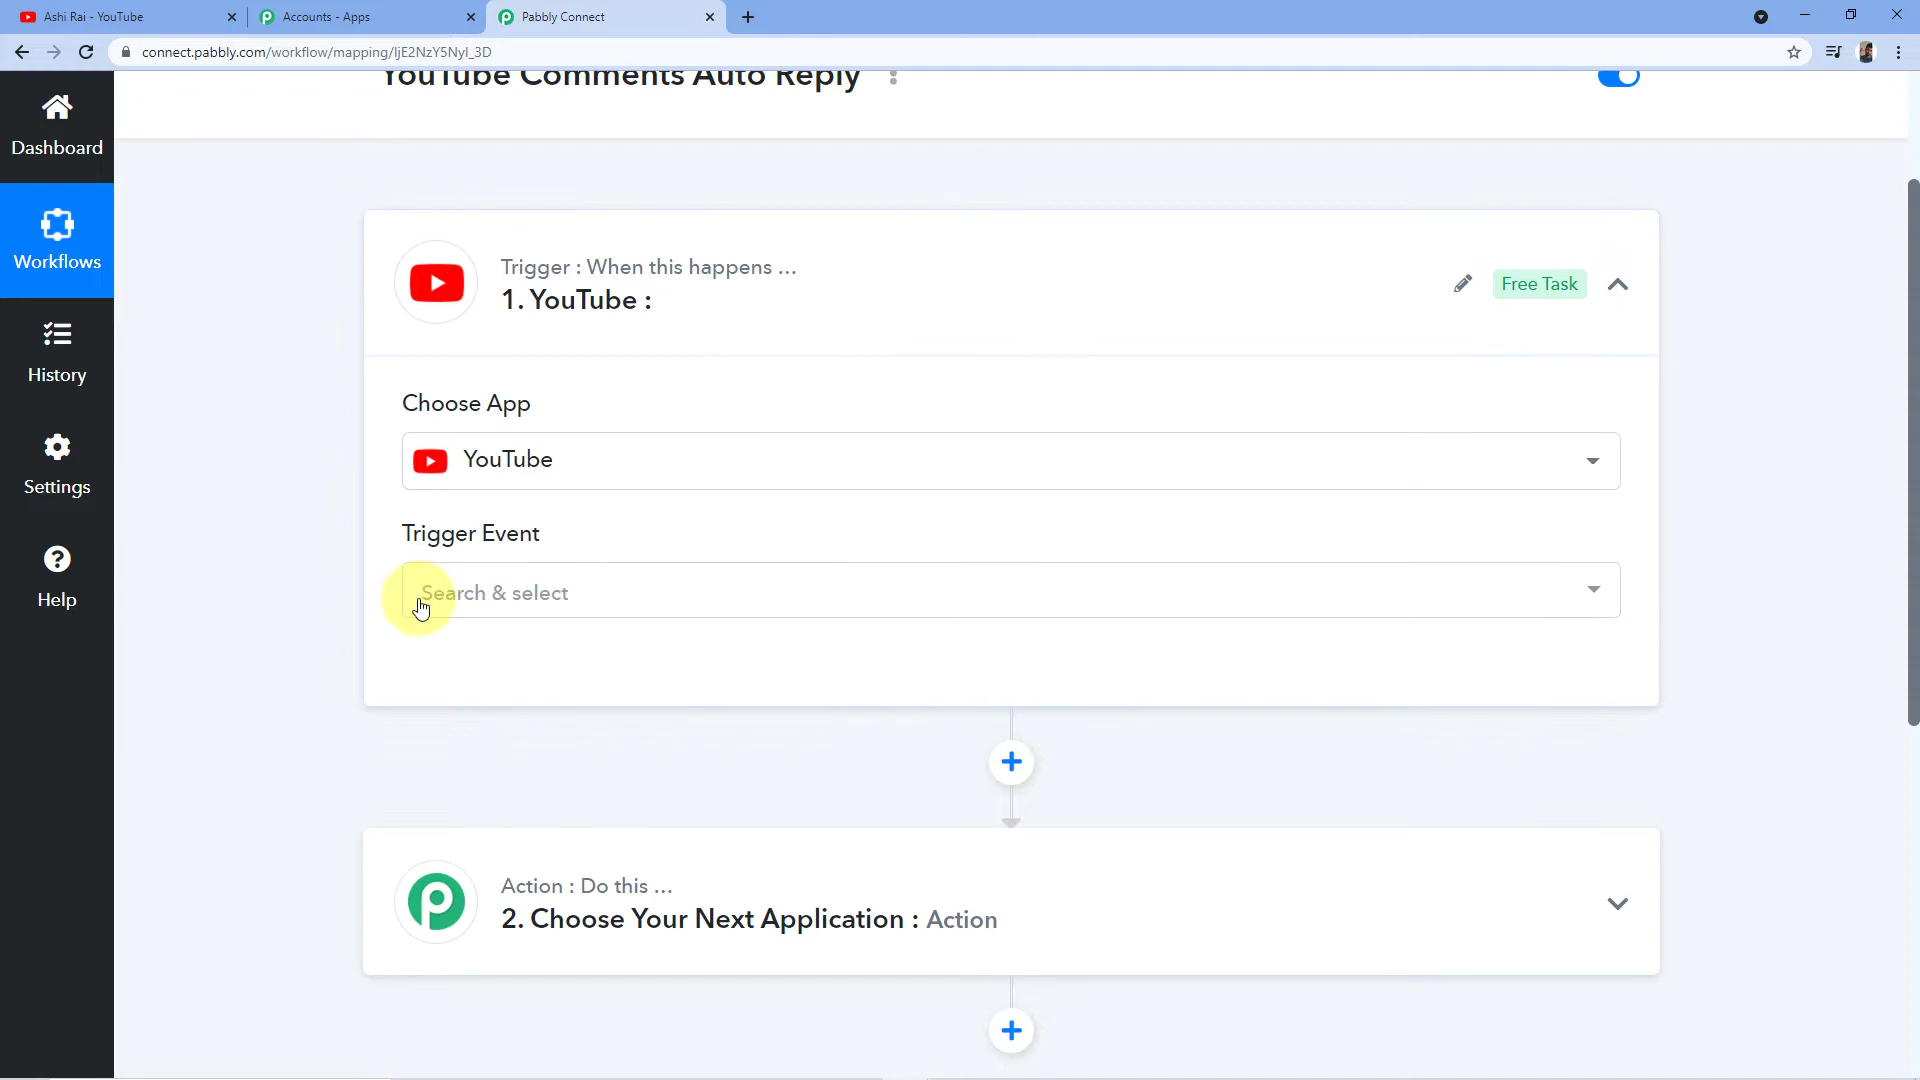 Ashi Rai - YouTube
Accounts - Apps
Pabbly Connect
connect.pabbly.com/workflow/mapping/IjE2NzY5NyI_3D
YouTube Comments Auto Reply
Dashboard
Workflows
History
Settings
Help
Trigger : When this happens ...
1. YouTube :
Free Task
Choose App
YouTube
Trigger Event
Search & select
Action : Do this ...
2. Choose Your Next Application : Action